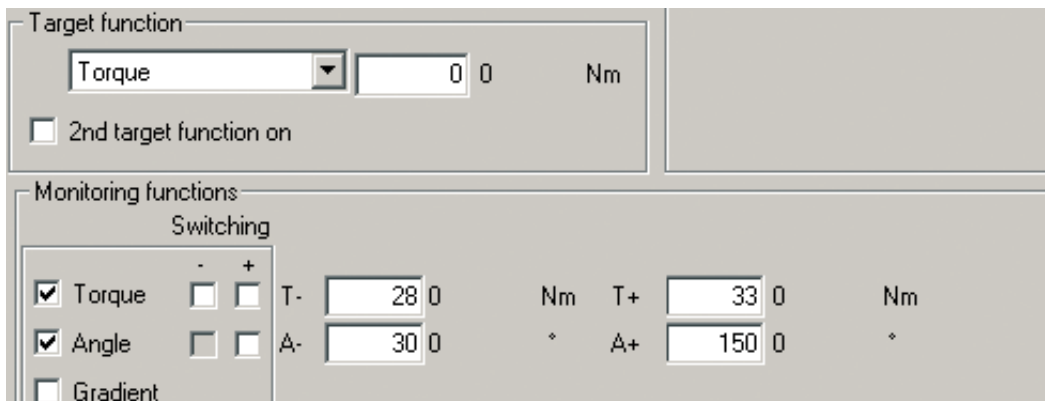 Target function
Torque 0 0 Nm
2nd target function on
Monitoring functions
Switching
- +
Torque T- 28 0 Nm T+ 33 0 Nm
Angle A- 30 0 ° A+ 150 0 °
Gradient